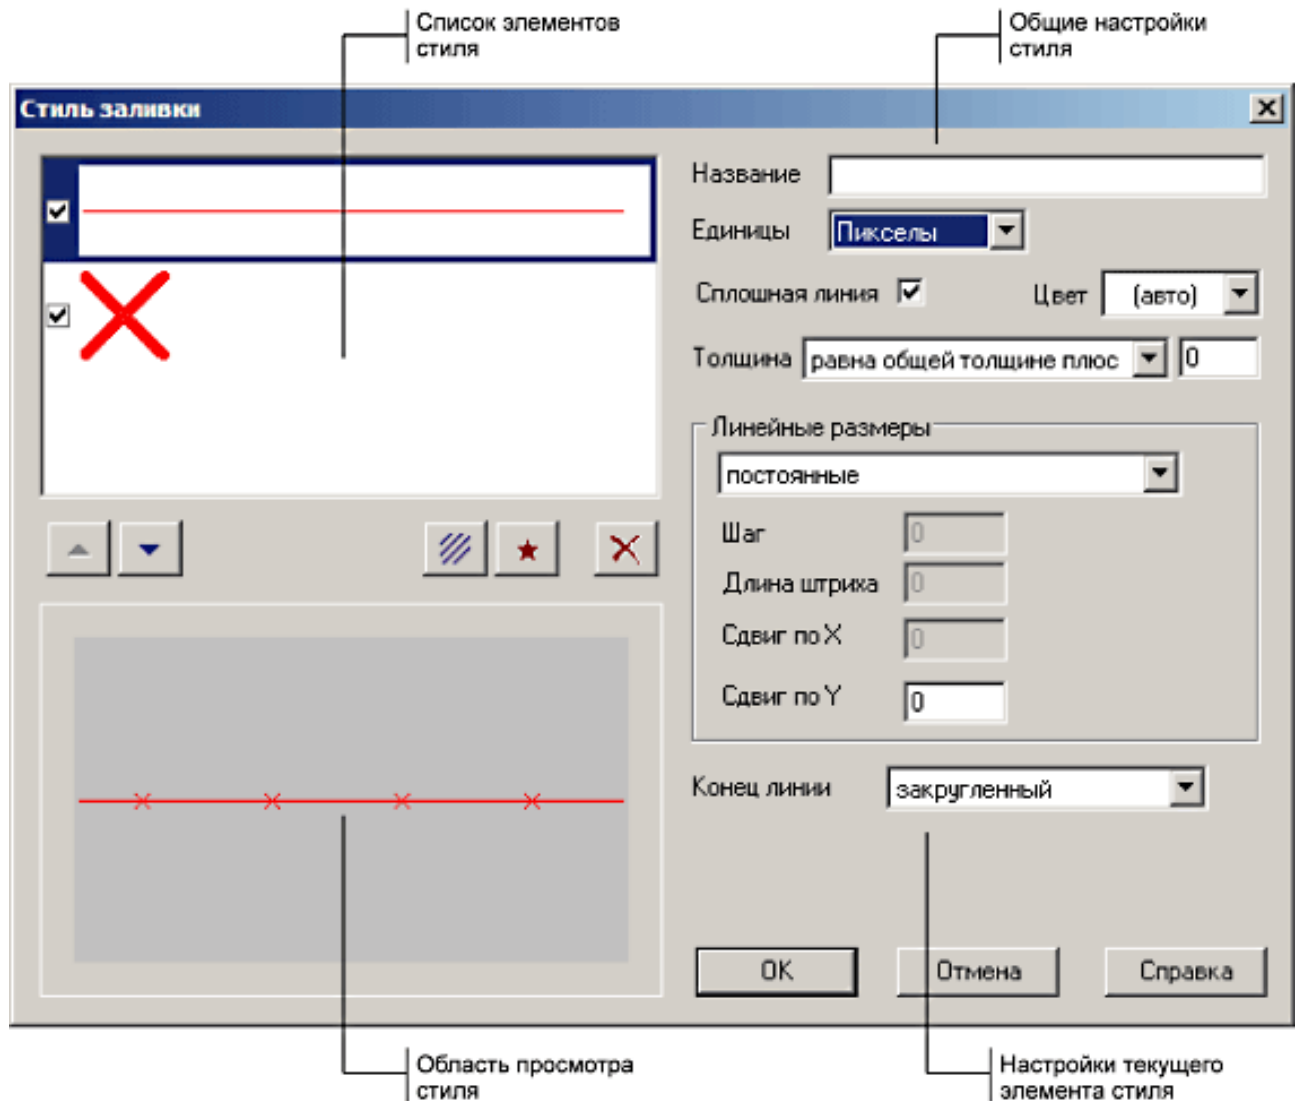 Список элементов
стиля
Общие настройки
стиля
Стиль заливки
Название
Единицы Пикселы
Сплошная линия Цвет (авто)
Толщина равна общей толщине плюс 0
Линейные размеры
постоянные
Шаг 0
Длина штриха 0
Сдвиг по X 0
Сдвиг по Y 0
Конец линии закругленный
OK Отмена Справка
Область просмотра
стиля
Настройки текущего
элемента стиля